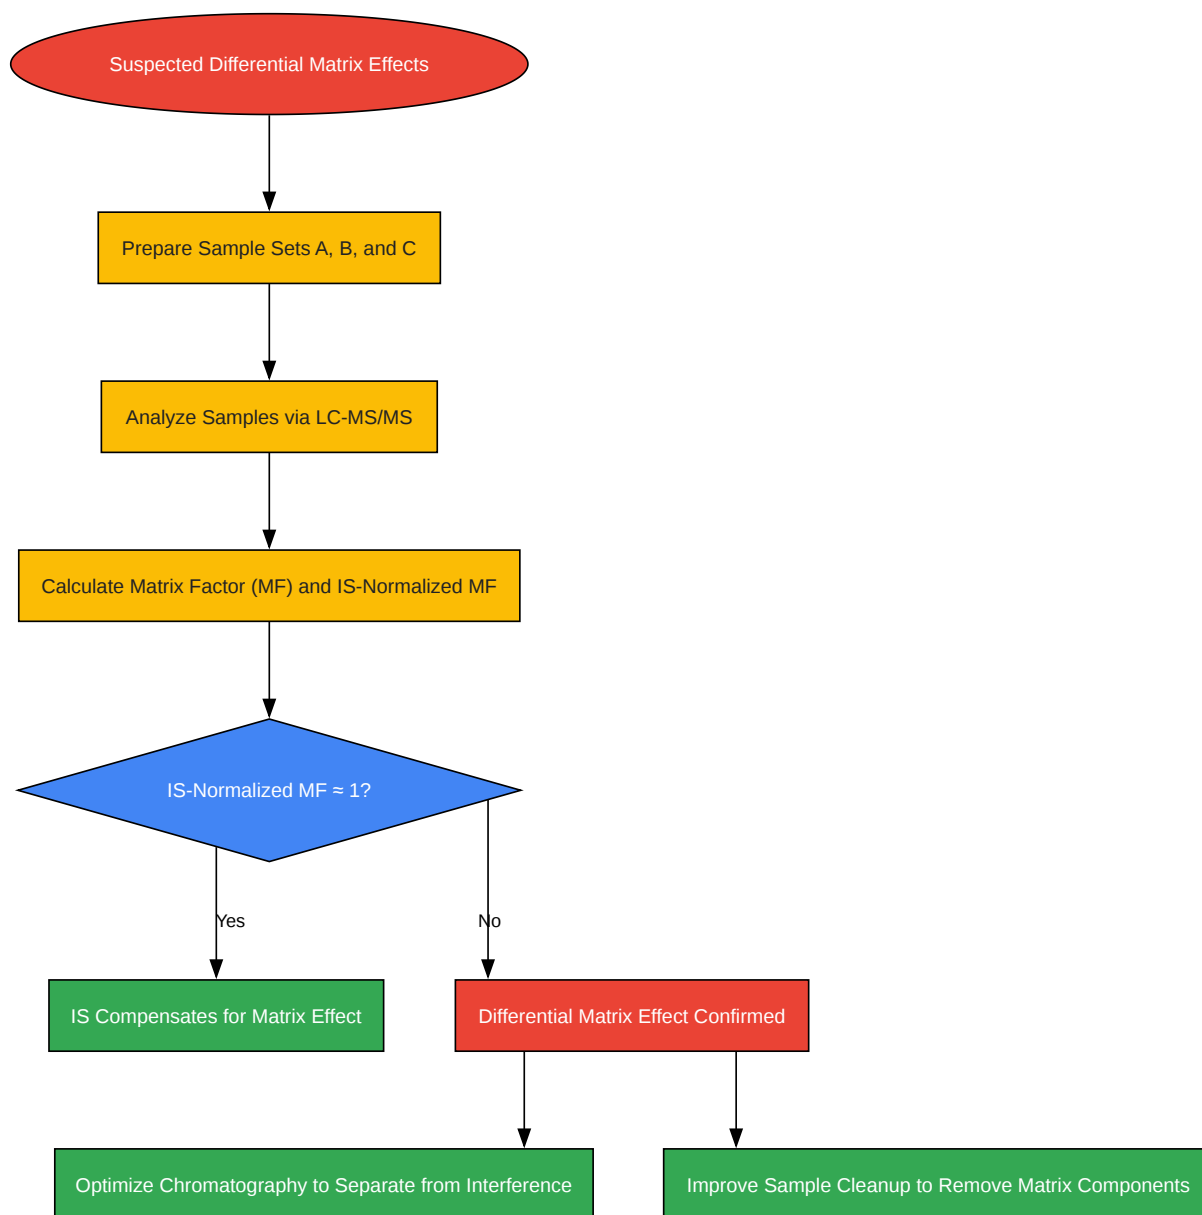 Suspected Differential Matrix Effects
Prepare Sample Sets A, B, and C
Analyze Samples via LC-MS/MS
Calculate Matrix Factor (MF) and IS-Normalized MF
IS-Normalized MF ≈ 1?
Yes
No
IS Compensates for Matrix Effect
Differential Matrix Effect Confirmed
Optimize Chromatography to Separate from Interference
Improve Sample Cleanup to Remove Matrix Components